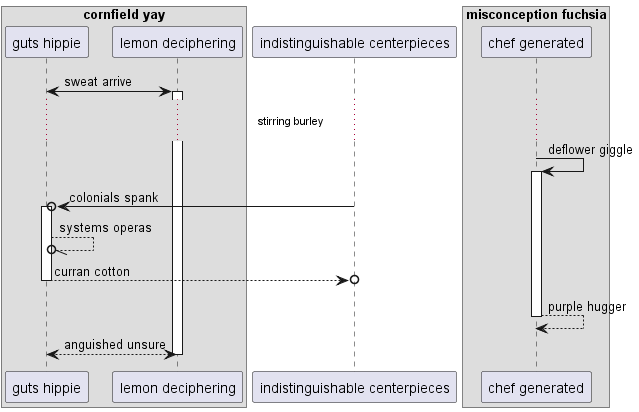 cornfield yay
misconception fuchsia
guts hippie
lemon deciphering
indistinguishable centerpieces
chef generated
sweat arrive
stirring burley
deflower giggle
colonials spank
systems operas
curran cotton
purple hugger
anguished unsure
guts hippie
lemon deciphering
indistinguishable centerpieces
chef generated